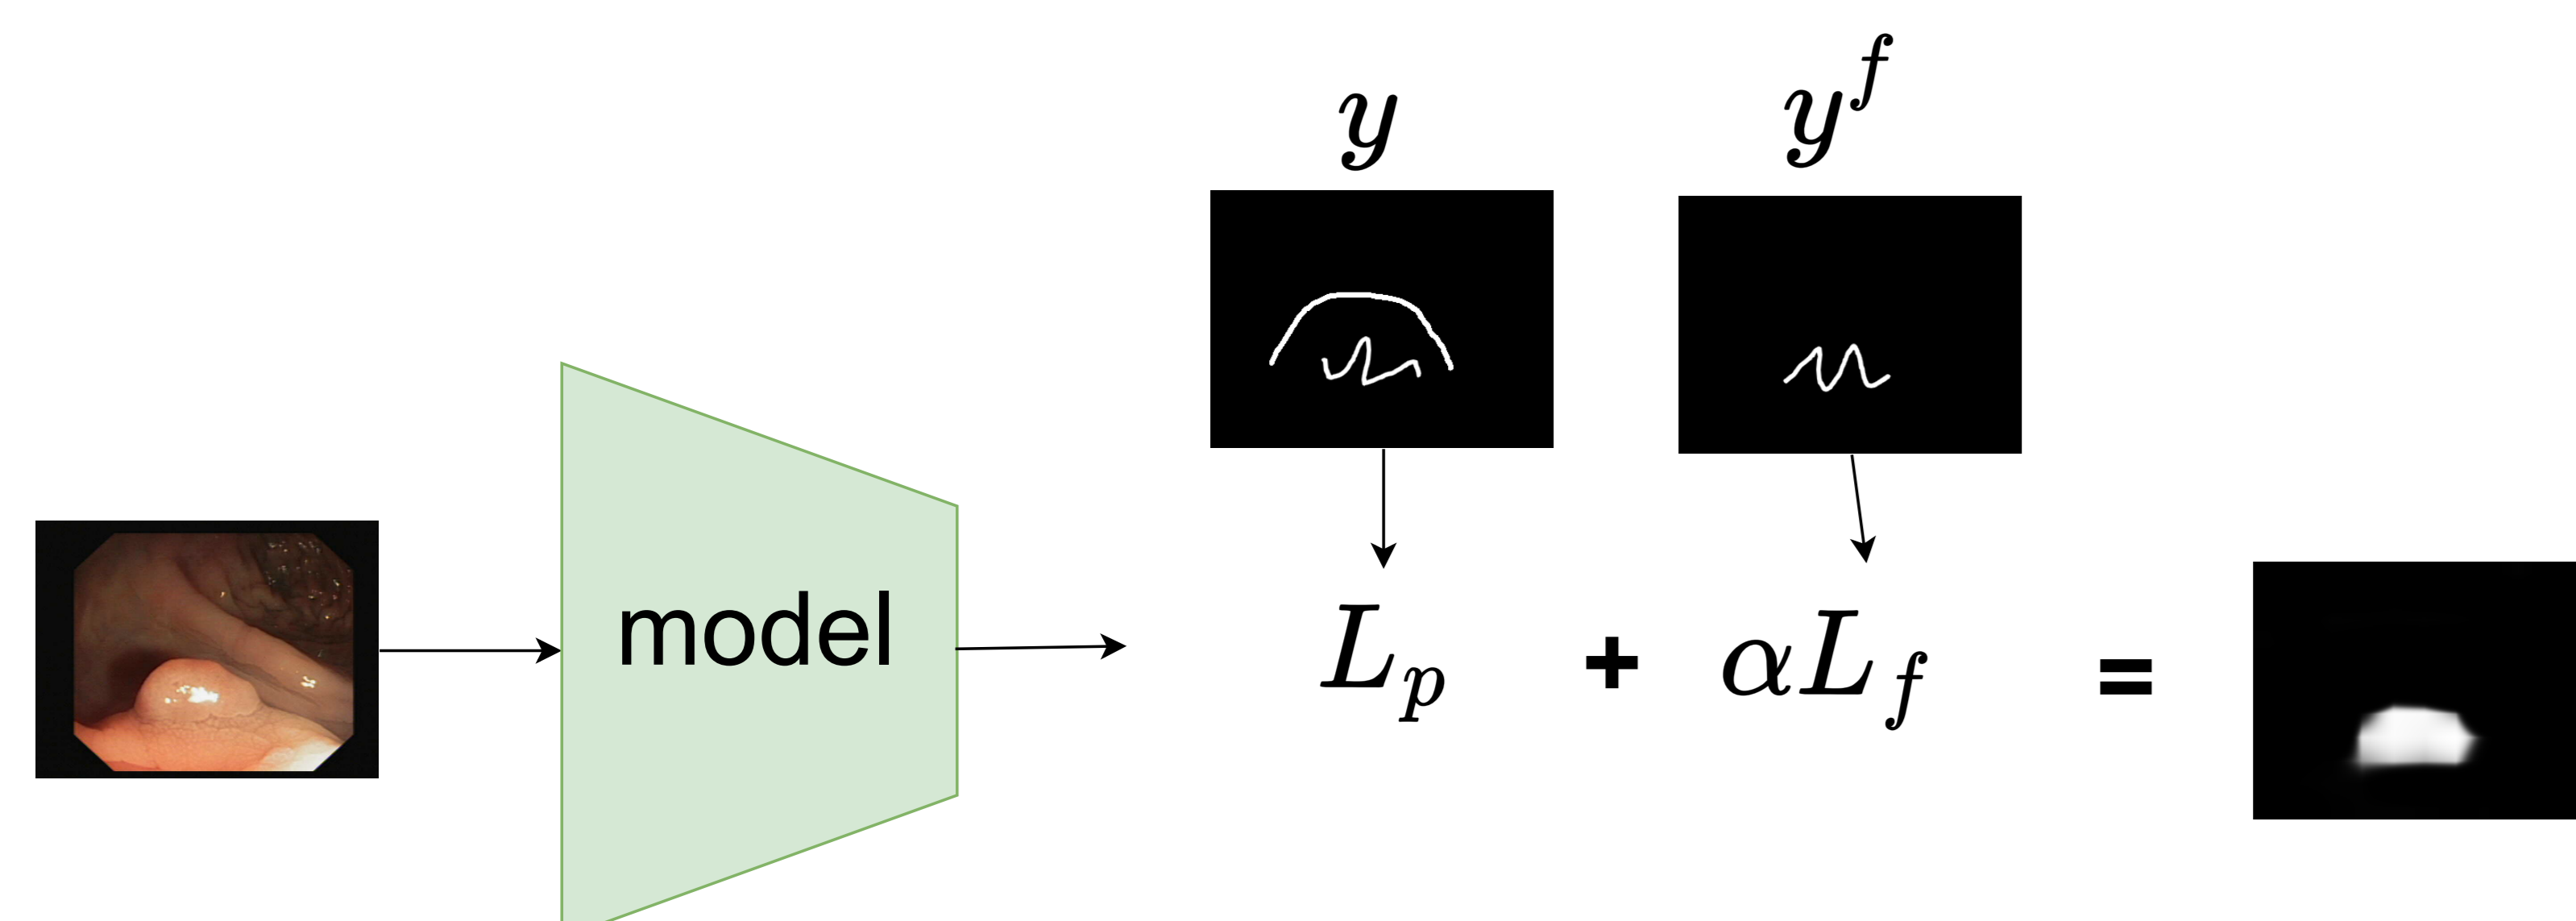 y y^f
model
L_p + αL_f =